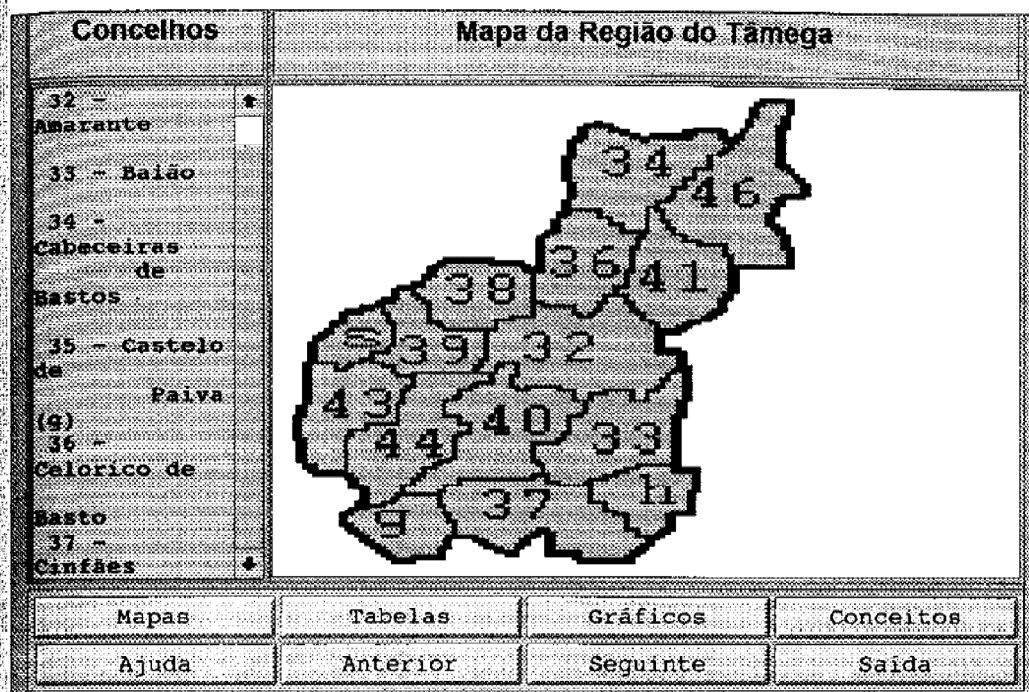 Concelhos
Mapa da Região do Tâmega
32 -
Amarante
33 - Baião
34 -
Cabeceiras
de
Bastos
35 - Castelo
de
Paiva
(g)
36 -
Celorico de
Basto
37 -
Cinfães
34
46
36
41
38
39
32
43
40
44
33
h
37
g
Mapas
Tabelas
Gráficos
Conceitos
Ajuda
Anterior
Seguinte
Saída